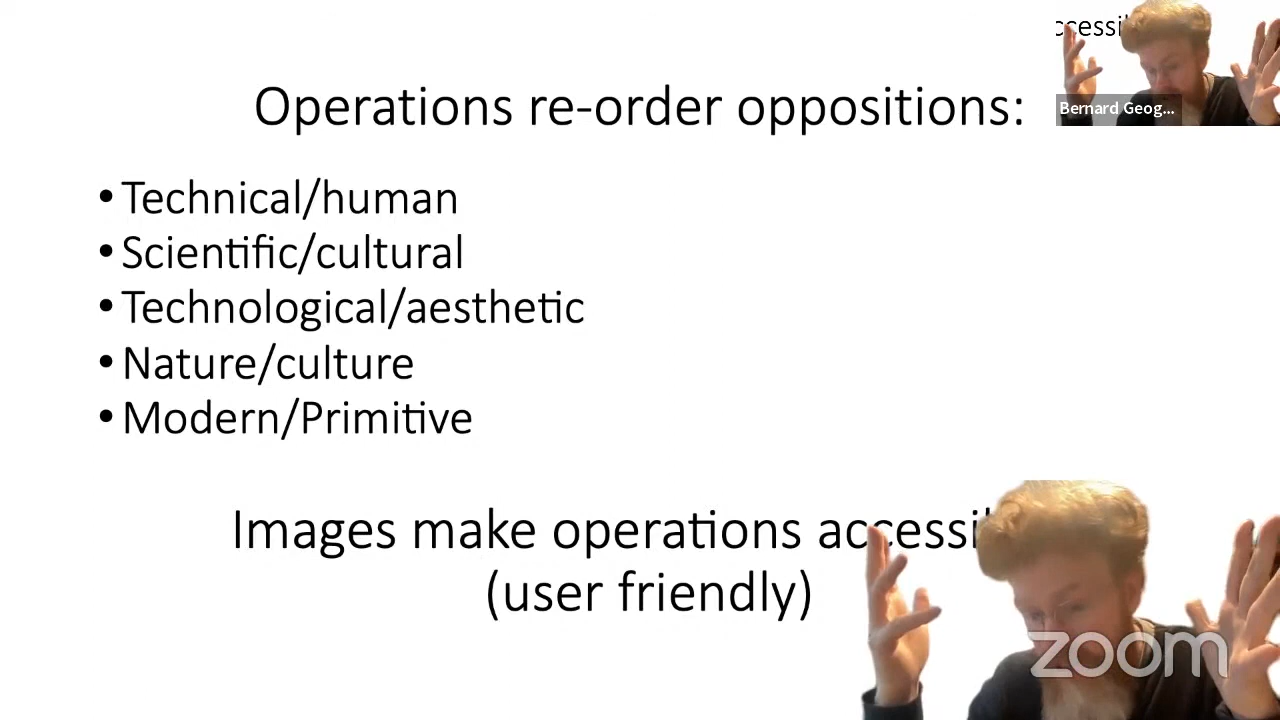 Operations re-order oppositions:
Bernard Geog...
• Technical/human
• Scientific/cultural
• Technological/aesthetic
• Nature/culture
• Modern/Primitive
Images make operations
(user friendly)
zoom